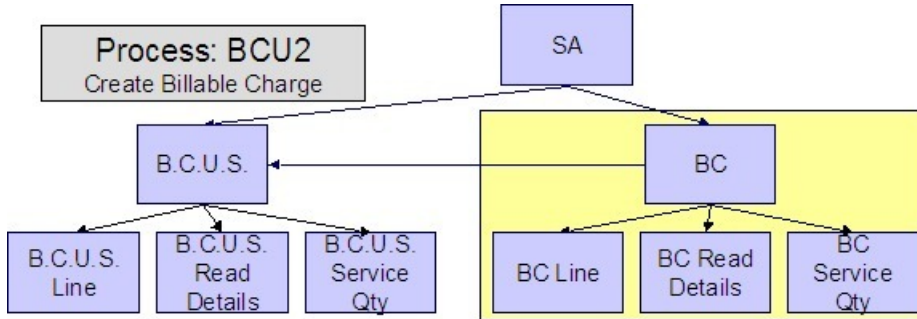 Process: BCU2
Create Billable Charge
SA
B.C.U.S.
BC
B.C.U.S.
Line
B.C.U.S.
Read
Details
B.C.U.S.
Service
Qty
BC Line
BC Read
Details
BC
Service
Qty